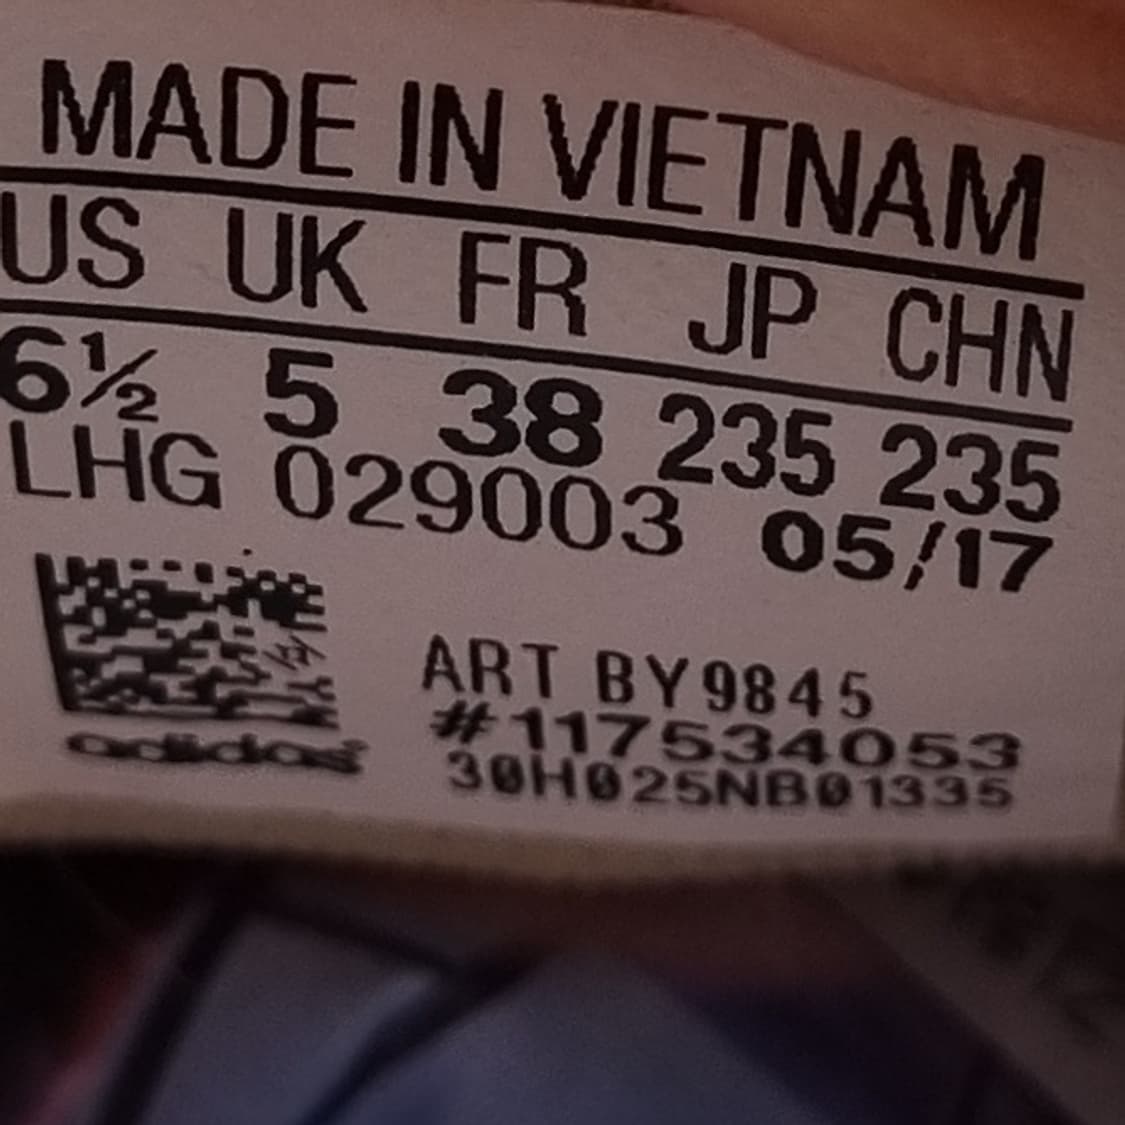 MADE IN VIETNAM
US UK FR JP CHN
6½ 5 38 235 235
LHG 029003 05/17
ART BY9845
#117534053
30H025NB01335
adidas